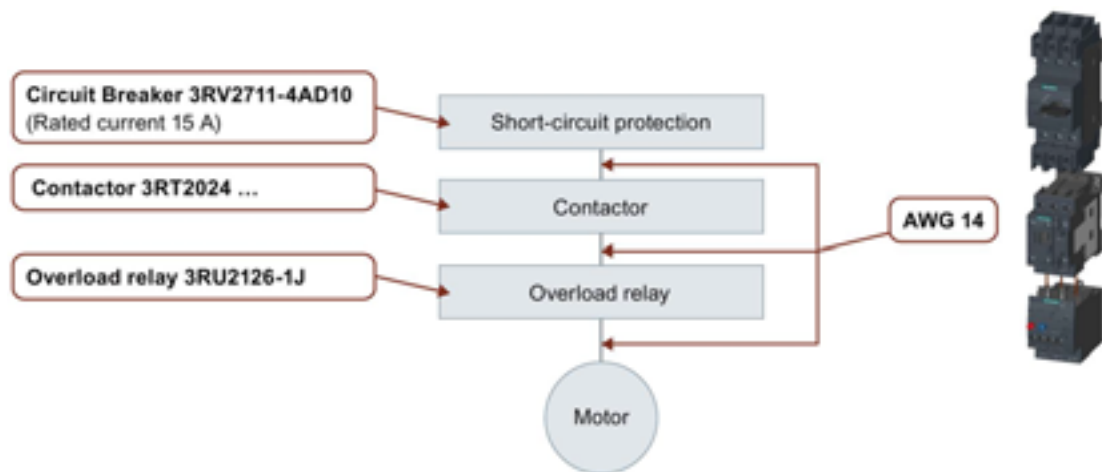 Circuit Breaker 3RV2711-4AD10
(Rated current 15 A)
Short-circuit protection
Contactor 3RT2024 ...
Contactor
AWG 14
Overload relay 3RU2126-1J
Overload relay
Motor